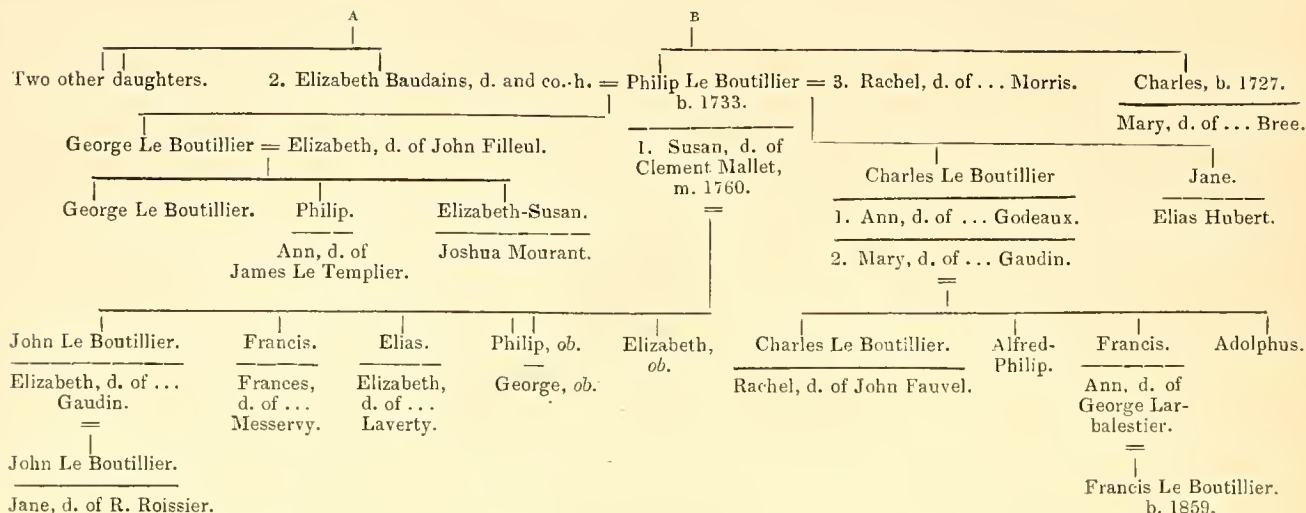 A B
Two other daughters. 2. Elizabeth Baudains, d. and co.-h. = Philip Le Boutillier = 3. Rachel, d. of ... Morris. Charles, b. 1727.
b. 1733.
Mary, d. of ... Bree.
George Le Boutillier = Elizabeth, d. of John Filleul.
1. Susan, d. of
Clement Mallet,
m. 1760.
=
Charles Le Boutillier Jane.
1. Ann, d. of ... Godeaux. Elias Hubert.
2. Mary, d. of ... Gaudin.
=
George Le Boutillier. Philip. Elizabeth-Susan.
Ann, d. of
James Le Templier.
Joshua Mourant.
John Le Boutillier. Francis. Elias. Philip, ob. Elizabeth,
ob.
Charles Le Boutillier. Alfred-
Philip.
Francis. Adolphus.
Elizabeth, d. of ...
Gaudin.
=
Frances,
d. of ...
Messervy.
Elizabeth,
d. of ...
Laverty.
George, ob.
Rachel, d. of John Fauvel.
Ann, d. of
George Lar-
balestier.
=
John Le Boutillier.
Jane, d. of R. Roissier.
Francis Le Boutillier.
b. 1859.